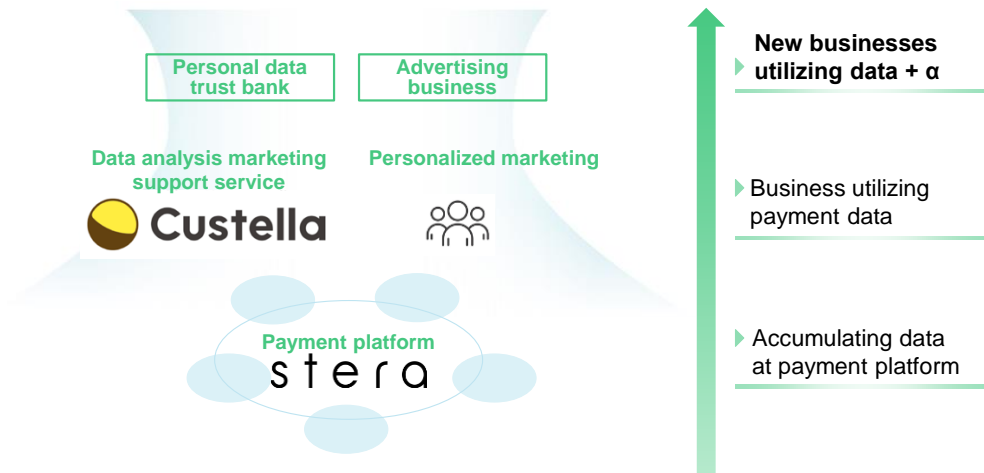 Personal data
trust bank
Advertising
business
New businesses
utilizing data + α
Data analysis marketing
support service
Personalized marketing
Custella
Business utilizing
payment data
Payment platform
stera
Accumulating data
at payment platform